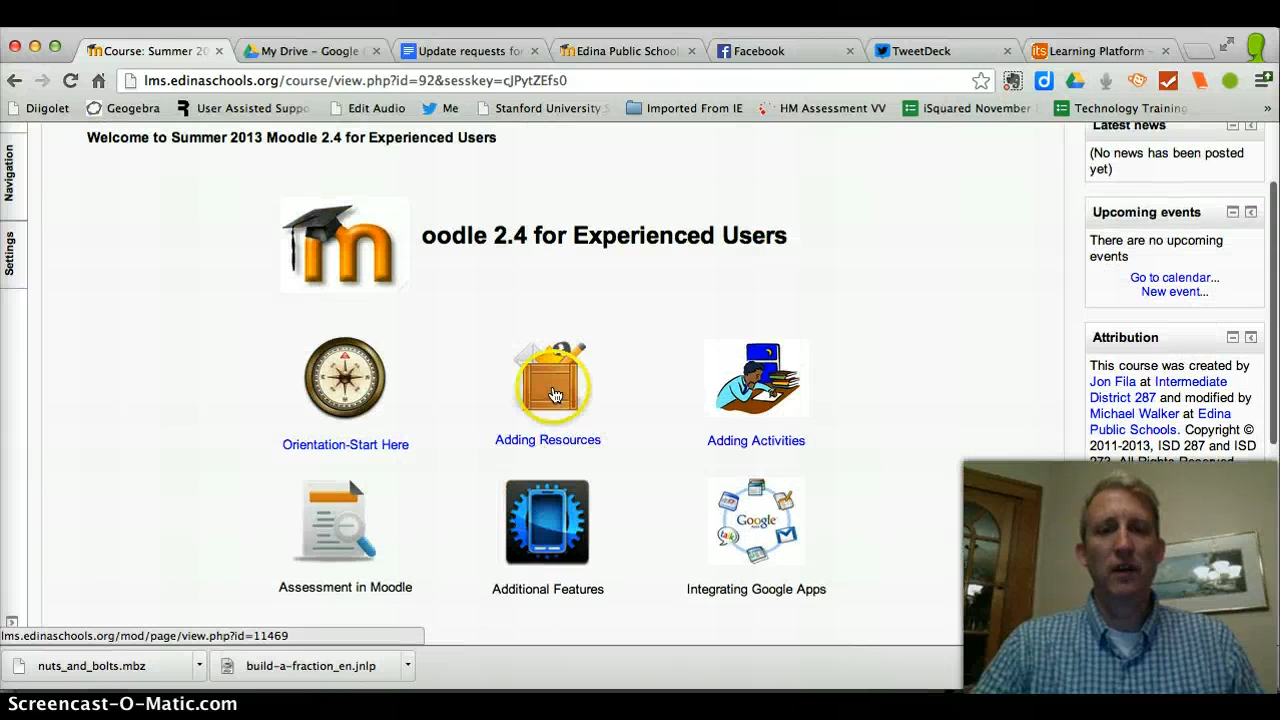 Course: Summer 20
My Drive - Google
Update requests for
Edina Public School
Facebook
TweetDeck
its Learning Platform -
lms.edinaschools.org/course/view.php?id=92&sesskey=cJPytZEfs0
Diigolet
Geogebra
User Assisted Suppo
Edit Audio
Me
Stanford University
Imported From IE
HM Assessment VV
iSquared November
Technology Training
»
Navigation
Settings
Welcome to Summer 2013 Moodle 2.4 for Experienced Users
m oodle 2.4 for Experienced Users
Orientation-Start Here
Adding Resources
Adding Activities
Google
Assessment in Moodle
Additional Features
Integrating Google Apps
Latest news
(No news has been posted
yet)
Upcoming events
There are no upcoming
events
Go to calendar...
New event...
Attribution
This course was created by
Jon Fila at Intermediate
District 287 and modified by
Michael Walker at Edina
Public Schools. Copyright ©
2011-2013, ISD 287 and ISD
lms.edinaschools.org/mod/page/view.php?id=11469
nuts_and_bolts.mbz
build-a-fraction_en.jnlp
Screencast-O-Matic.com